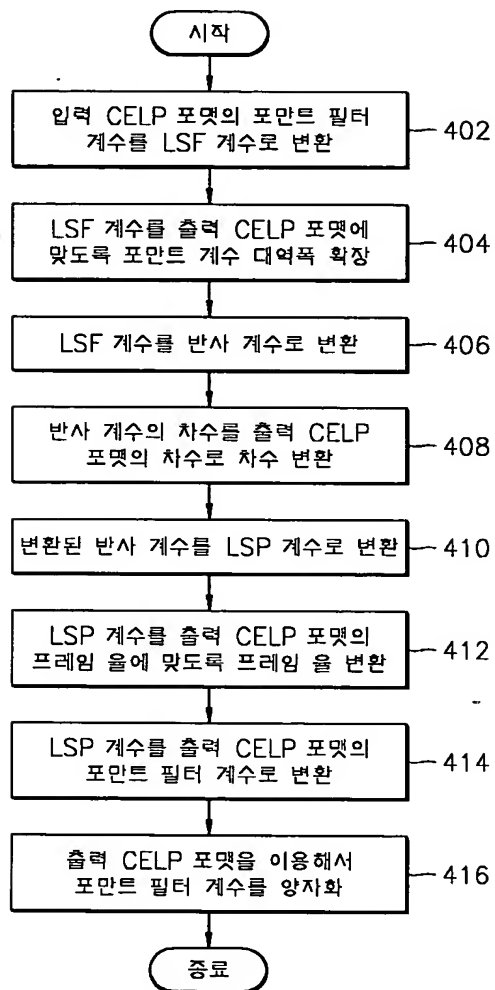 시작
입력 CELP 포맷의 포만트 필터
계수를 LSF 계수로 변환
402
LSF 계수를 출력 CELP 포맷에
맞도록 포만트 계수 대역폭 확장
404
LSF 계수를 반사 계수로 변환
406
반사 계수의 차수를 출력 CELP
포맷의 차수로 차수 변환
408
변환된 반사 계수를 LSP 계수로 변환
410
LSP 계수를 출력 CELP 포맷의
프레임 율에 맞도록 프레임 율 변환
412
LSP 계수를 출력 CELP 포맷의
포만트 필터 계수로 변환
414
출력 CELP 포맷을 이용해서
포만트 필터 계수를 양자화
416
종료